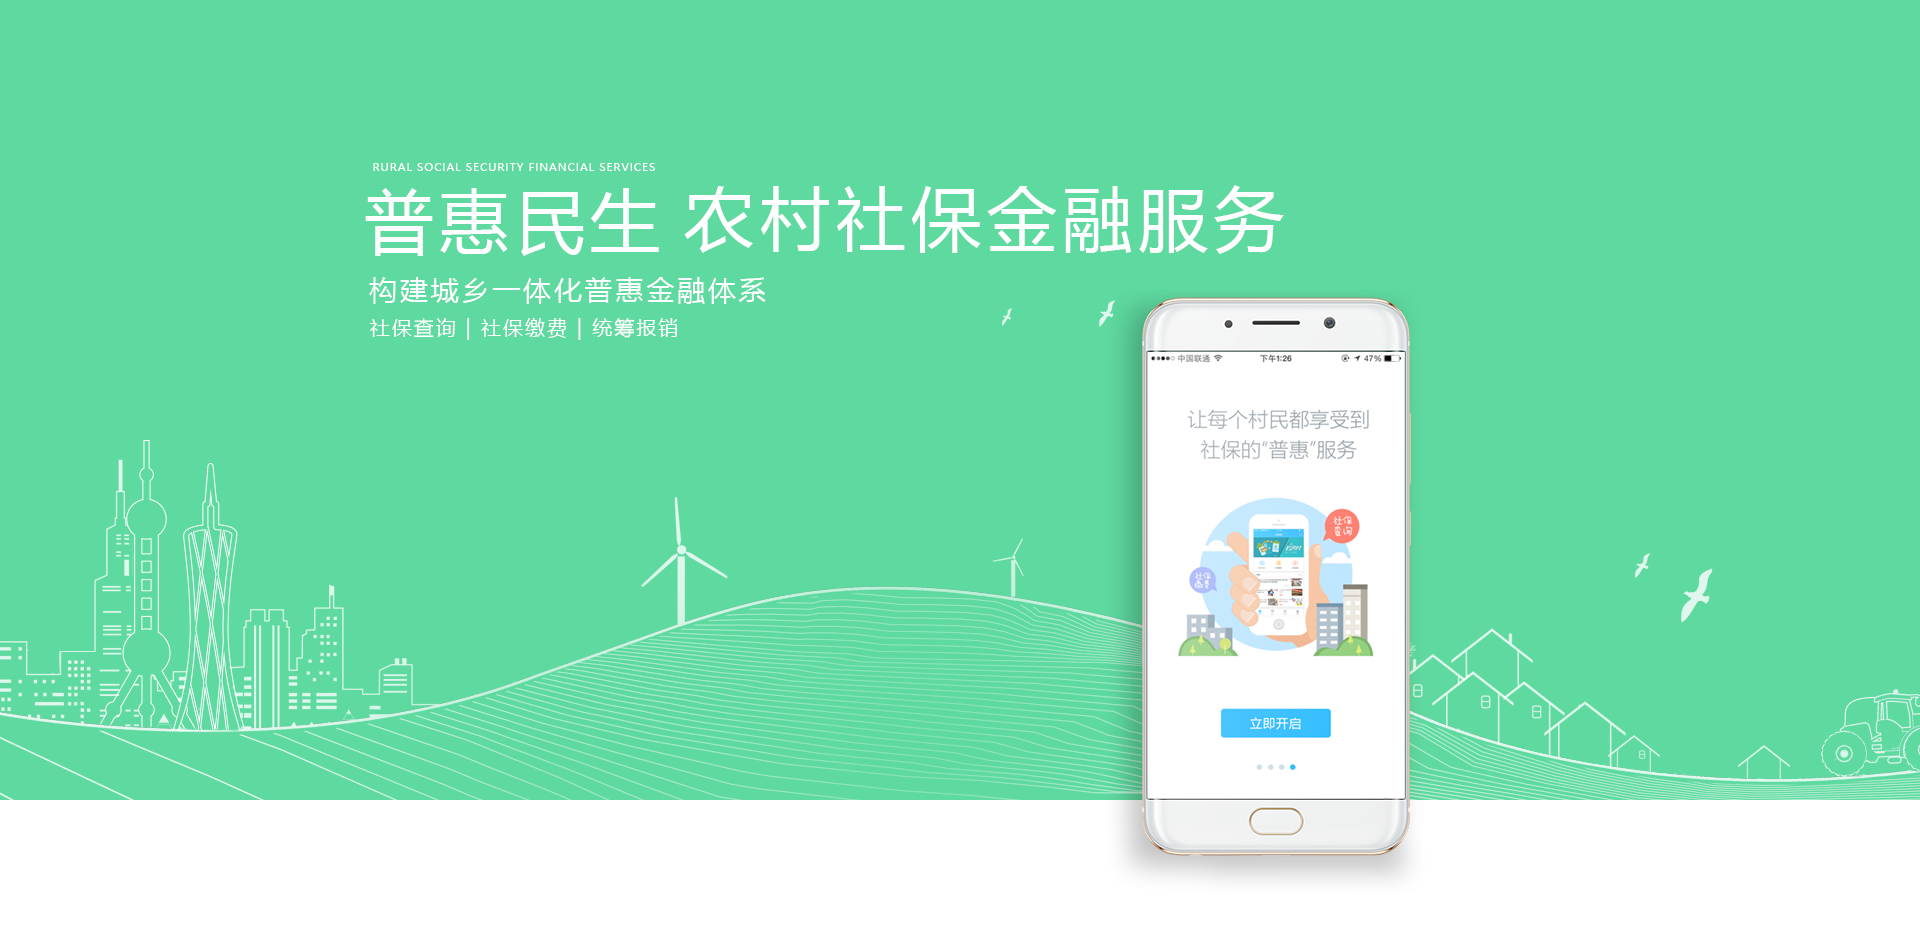 RURAL SOCIAL SECURITY FINANCIAL SERVICES
普惠民生 农村社保金融服务
构建城乡一体化普惠金融体系
社保查询 | 社保缴费 | 统筹报销
中国联通 下午1:26 47%
让每个村民都享受到
社保的“普惠”服务
社保
查询
社保
立即开启